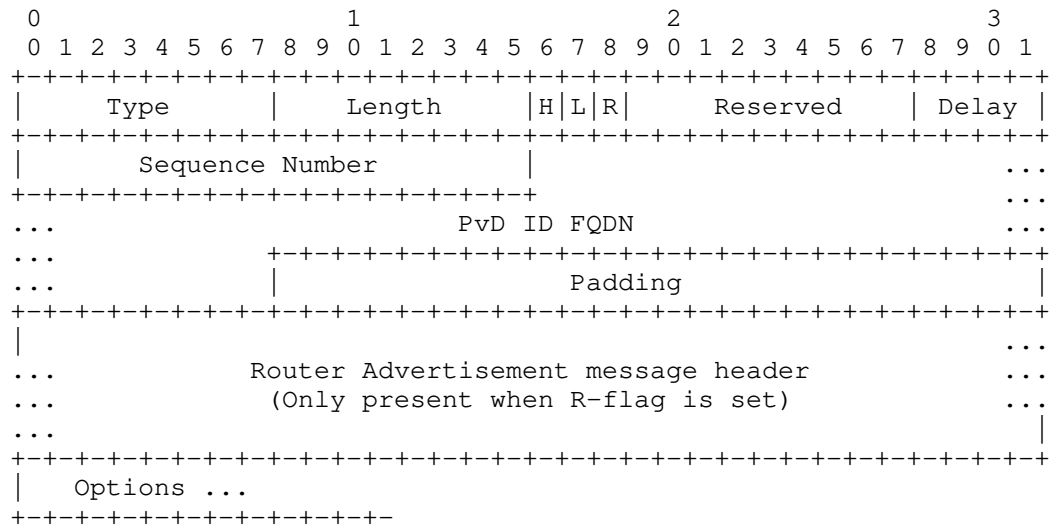 0                   1                   2                   3
 0 1 2 3 4 5 6 7 8 9 0 1 2 3 4 5 6 7 8 9 0 1 2 3 4 5 6 7 8 9 0 1
+-+-+-+-+-+-+-+-+-+-+-+-+-+-+-+-+-+-+-+-+-+-+-+-+-+-+-+-+-+-+-+-+
|     Type      |    Length     |H|L|R|     Reserved    | Delay |
+-+-+-+-+-+-+-+-+-+-+-+-+-+-+-+-+-+-+-+-+-+-+-+-+-+-+-+-+-+-+-+-+
|       Sequence Number         |                             ...
+-+-+-+-+-+-+-+-+-+-+-+-+-+-+-+-+                             ...
...                         PvD ID FQDN                       ...
...             +-+-+-+-+-+-+-+-+-+-+-+-+-+-+-+-+-+-+-+-+-+-+-+-+
...             |                  Padding                      |
+-+-+-+-+-+-+-+-+-+-+-+-+-+-+-+-+-+-+-+-+-+-+-+-+-+-+-+-+-+-+-+-+
|                                                             ...
...            Router Advertisement message header            ...
...             (Only present when R-flag is set)             ...
...                                                             |
+-+-+-+-+-+-+-+-+-+-+-+-+-+-+-+-+-+-+-+-+-+-+-+-+-+-+-+-+-+-+-+-+
|   Options ...
+-+-+-+-+-+-+-+-+-+-+-+-